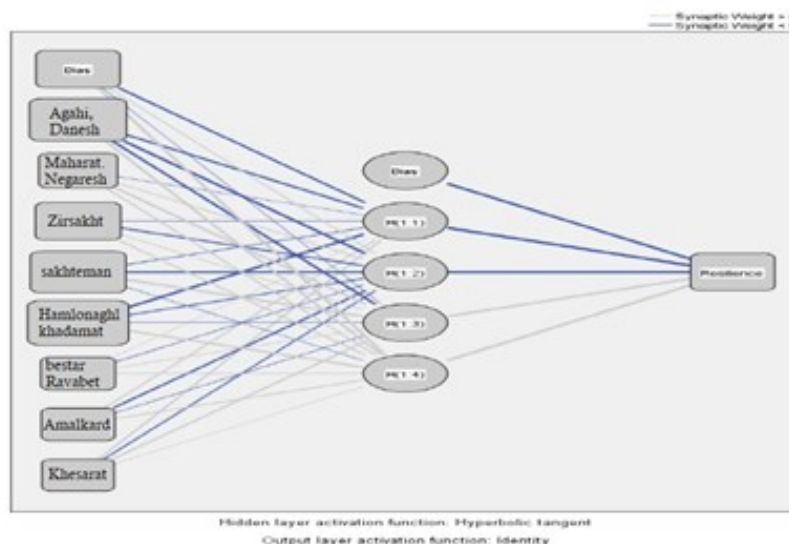 Synaptic Weight >
Synaptic Weight <
Bias
Agahi,
Danesh
Maharat.
Negaresh
Zirsakht
sakhteman
Hamlonaghl
khadamat
bestar
Ravabet
Amalkard
Khesarat
Bias
H(1:1)
H(1:2)
H(1:3)
H(1:4)
Resilience
Hidden layer activation function: Hyperbolic tangent
Output layer activation function: Identity